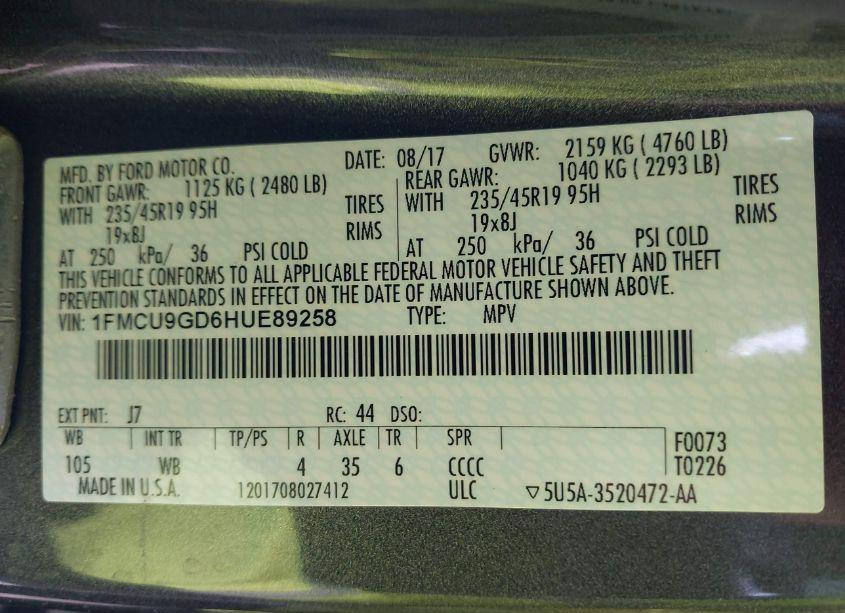 MFD. BY FORD MOTOR CO. DATE: 08/17 GVWR: 2159 KG ( 4760 LB)
FRONT GAWR: 1125 KG ( 2480 LB) REAR GAWR: 1040 KG ( 2293 LB)
WITH 235/45R19 95H TIRES WITH 235/45R19 95H TIRES
19x8J RIMS 19x8J RIMS
AT 250 kPa/ 36 PSI COLD AT 250 kPa/ 36 PSI COLD
THIS VEHICLE CONFORMS TO ALL APPLICABLE FEDERAL MOTOR VEHICLE SAFETY AND THEFT
PREVENTION STANDARDS IN EFFECT ON THE DATE OF MANUFACTURE SHOWN ABOVE.
VIN: 1FMCU9GD6HUE89258 TYPE: MPV
EXT PNT: J7 RC: 44 DSO:
WB INT TR TP/PS R AXLE TR SPR F0073
105 WB 4 35 6 CCCC T0226
MADE IN U.S.A. 1201708027412 ULC ▽5U5A-3520472-AA